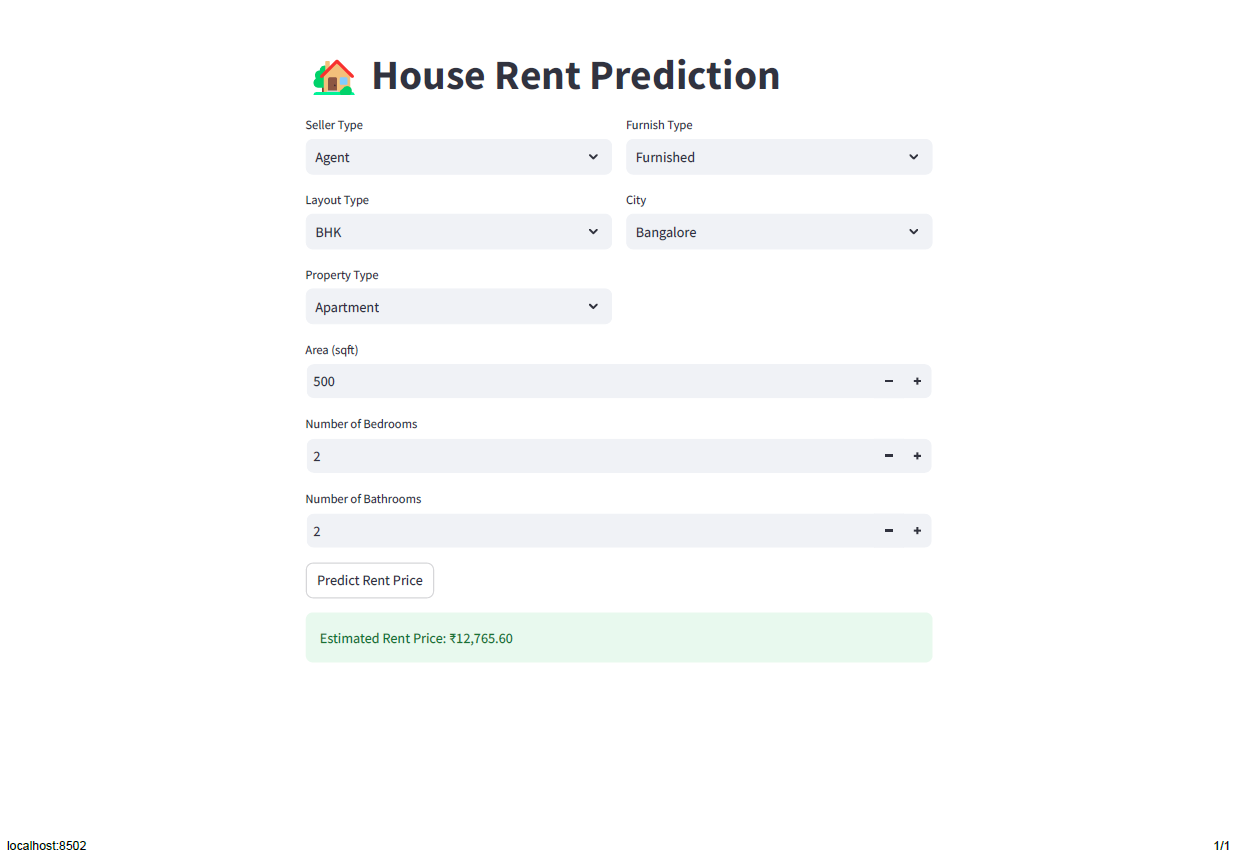 House Rent Prediction
Seller Type
Furnish Type
Agent
Furnished
Layout Type
City
BHK
Bangalore
Property Type
Apartment
Area (sqft)
500
Number of Bedrooms
2
Number of Bathrooms
2
Predict Rent Price
Estimated Rent Price: ₹12,765.60
localhost:8502
1/1